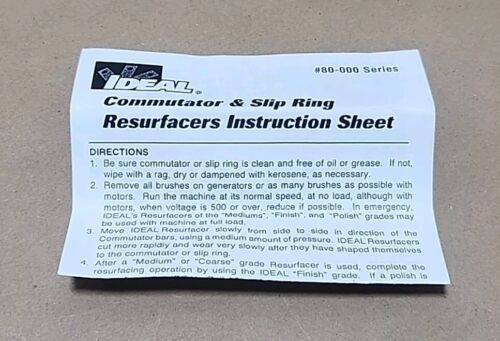 IDEAL®
#80-000 Series
Commutator & Slip Ring
Resurfacers Instruction Sheet
DIRECTIONS
1. Be sure commutator or slip ring is clean and free of oil or grease. If not,
wipe with a rag, dry or dampened with kerosene, as necessary.
2. Remove all brushes on generators or as many brushes as possible with
motors. Run the machine at its normal speed, at no load, although with
motors, when voltage is 500 or over, reduce if possible. In emergency,
IDEAL's Resurfacers of the "Mediums", "Finish", and "Polish" grades may
be used with machine at full load.
3. Move IDEAL Resurfacer slowly from side to side in direction of the
Commutator bars, using a medium amount of pressure. IDEAL Resurfacers
cut more rapidly and wear very slowly after they have shaped themselves
to the commutator or slip ring.
4. After a "Medium" or "Coarse" grade Resurfacer is used, complete the
resurfacing operation by using the IDEAL "Finish" grade. If a polish is